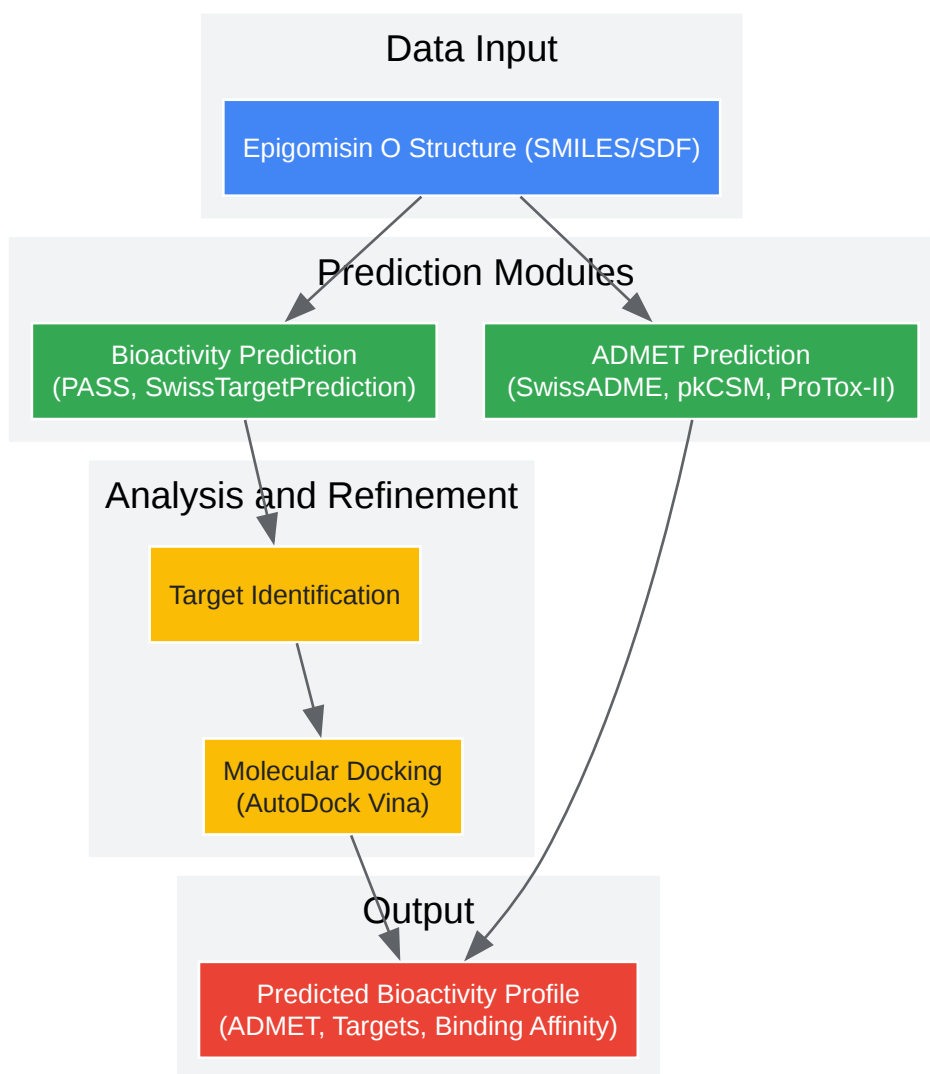 Data Input
Epigomisin O Structure (SMILES/SDF)
Prediction Modules
Bioactivity Prediction
(PASS, SwissTargetPrediction)
ADMET Prediction
(SwissADME, pkCSM, ProTox-II)
Analysis and Refinement
Target Identification
Molecular Docking
(AutoDock Vina)
Output
Predicted Bioactivity Profile
(ADMET, Targets, Binding Affinity)